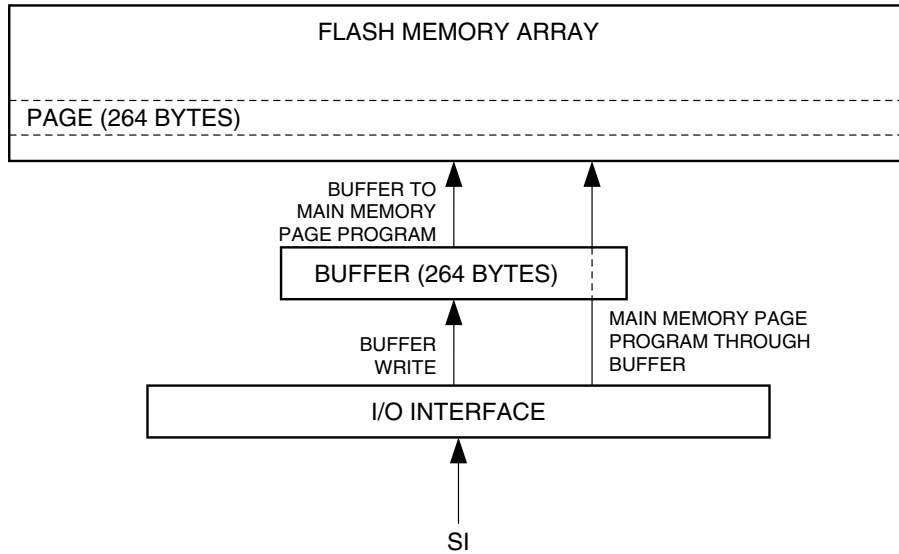 FLASH MEMORY ARRAY
PAGE (264 BYTES)
BUFFER TO
MAIN MEMORY
PAGE PROGRAM
BUFFER (264 BYTES)
MAIN MEMORY PAGE
PROGRAM THROUGH
BUFFER
BUFFER
WRITE
I/O INTERFACE
SI